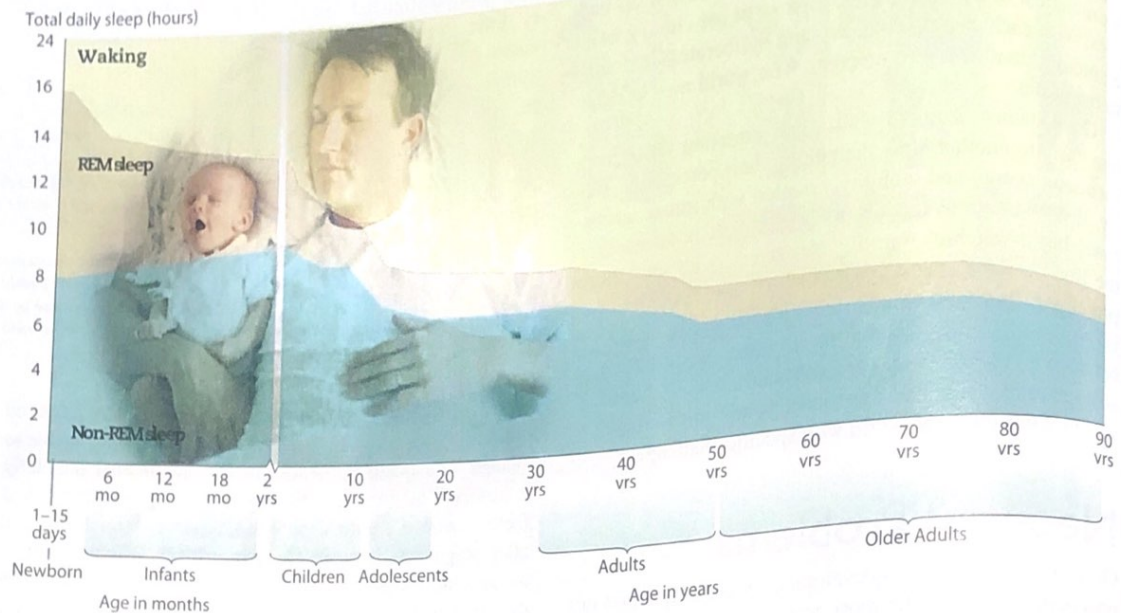 Total daily sleep (hours)
24
Waking
16
14
REM sleep
12
10
8
6
4
2
Non-REM sleep
0
6 mo
12 mo
18 mo
2 yrs
10 yrs
20 yrs
30 yrs
40 yrs
50 yrs
60 yrs
70 yrs
80 yrs
90 yrs
1–15 days
Newborn
Infants
Children
Adolescents
Adults
Older Adults
Age in months
Age in years